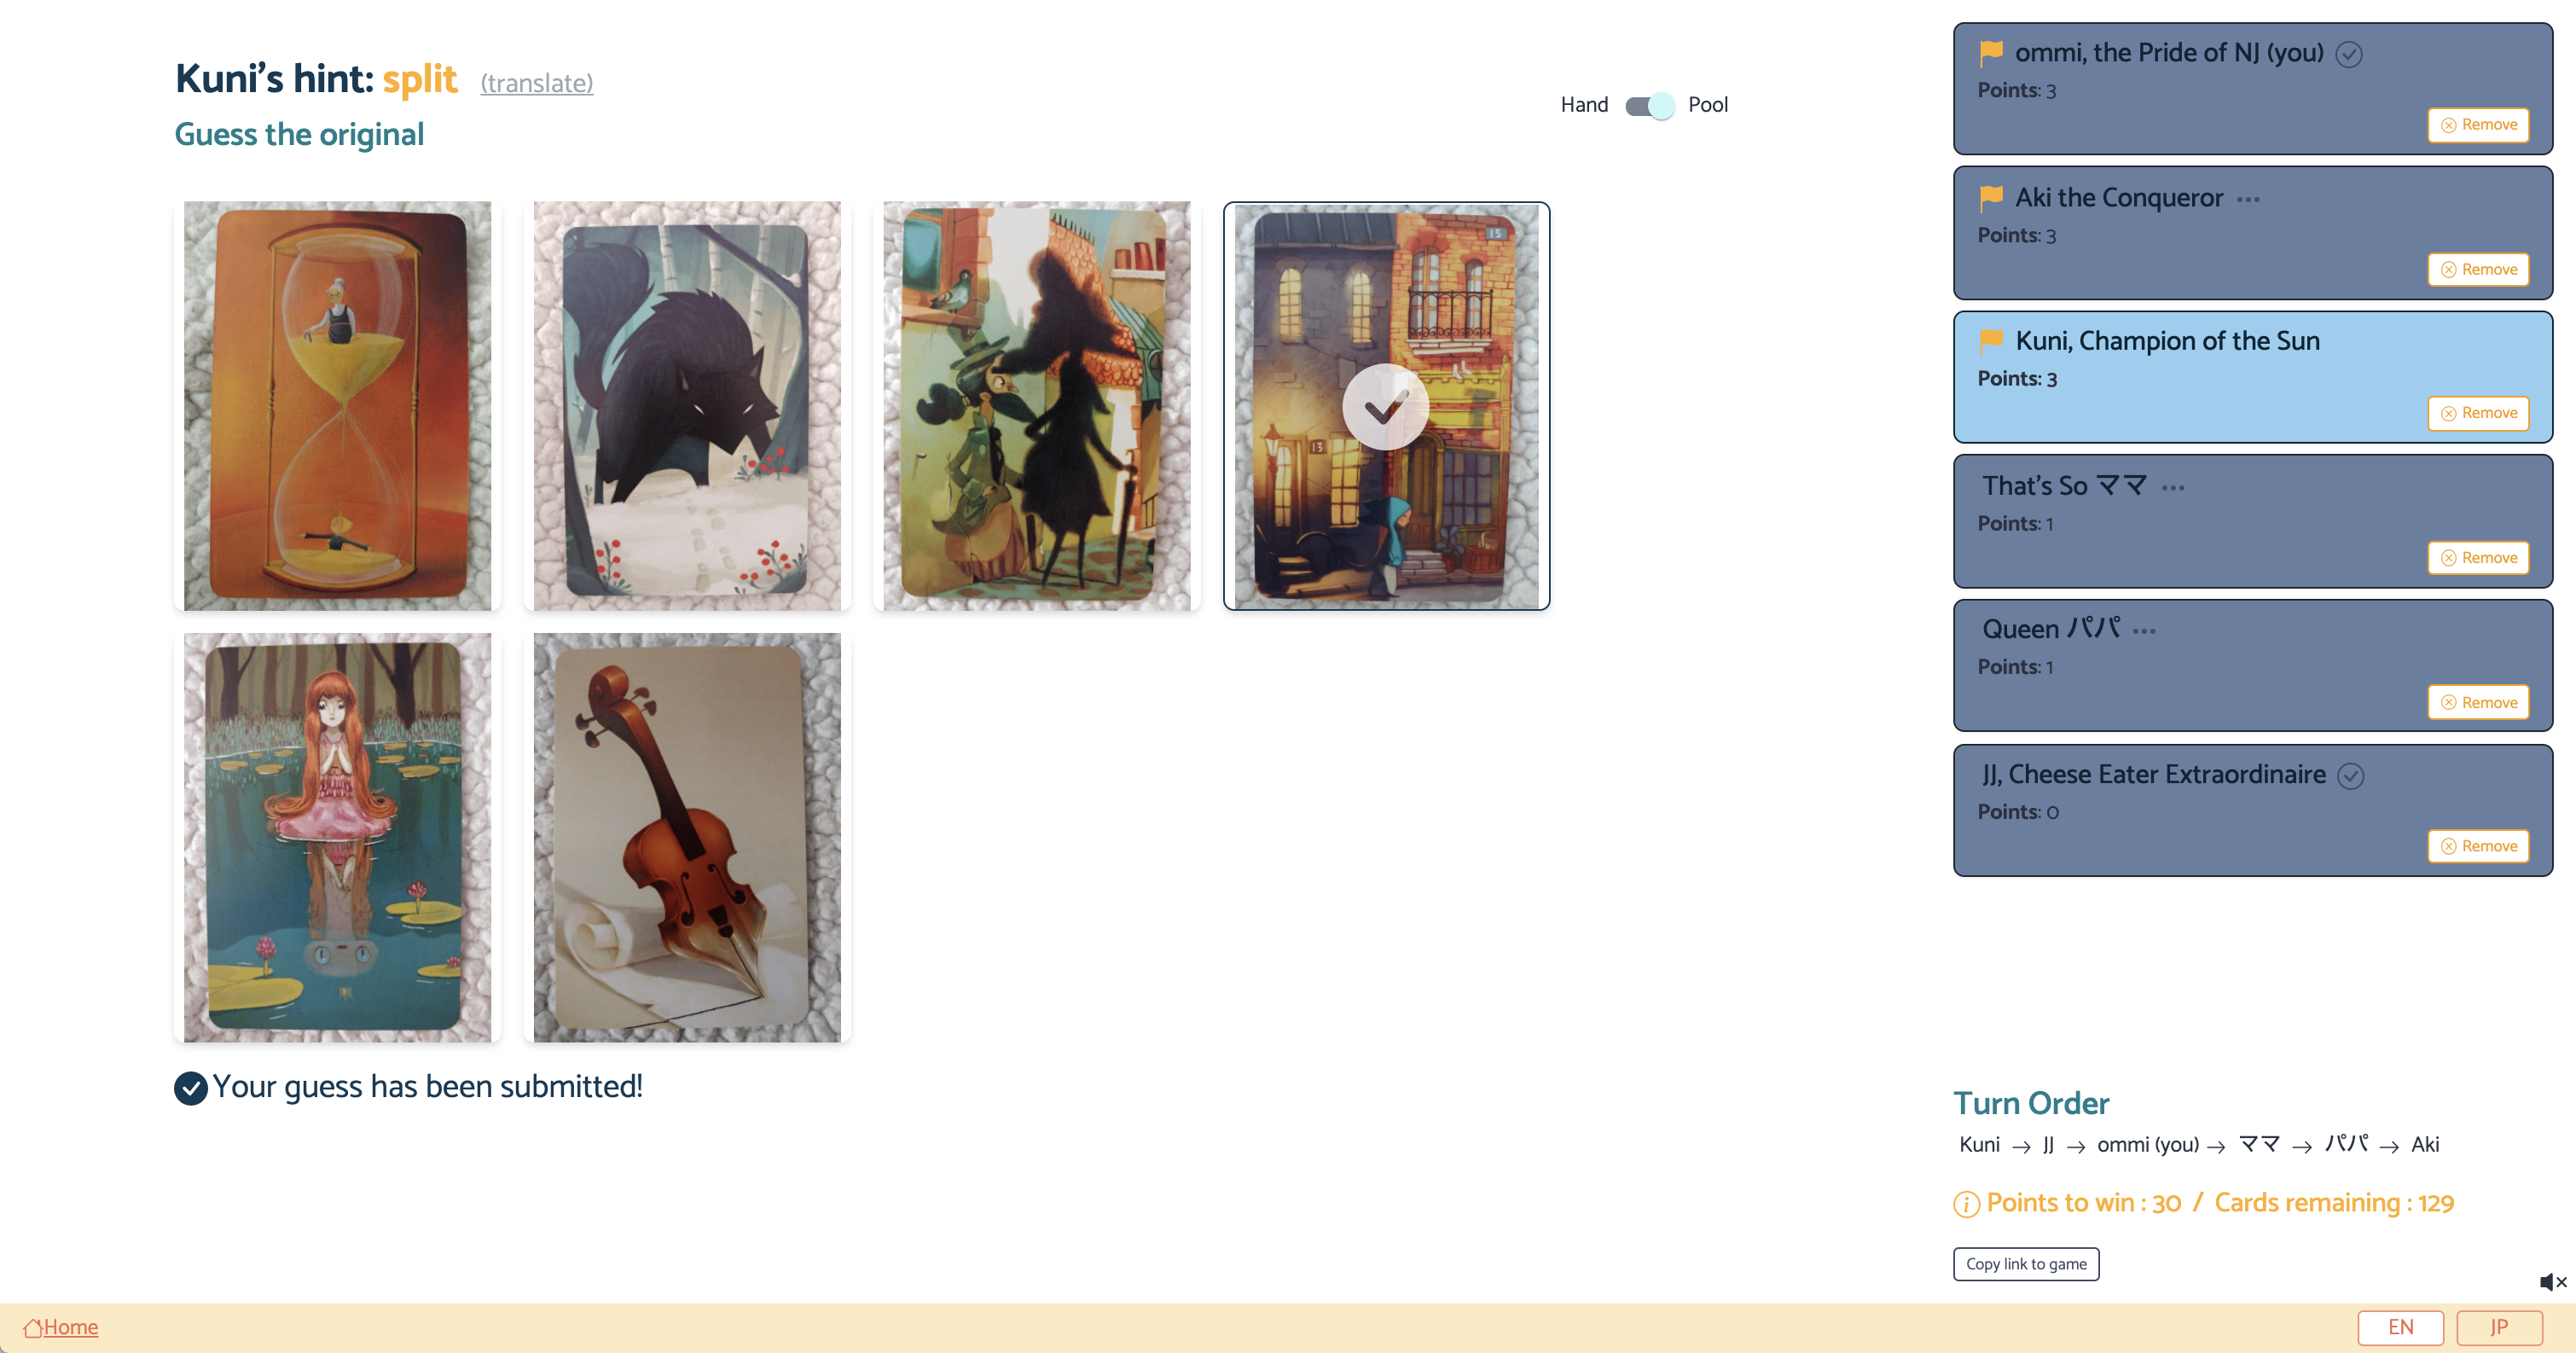 Kuni's hint: split (translate)
Guess the original
Hand Pool
15
13
Your guess has been submitted!
ommi, the Pride of NJ (you)
Points: 3
Remove
Aki the Conqueror
Points: 3
Remove
Kuni, Champion of the Sun
Points: 3
Remove
That's So ママ
Points: 1
Remove
Queen パパ
Points: 1
Remove
JJ, Cheese Eater Extraordinaire
Points: 0
Remove
Turn Order
Kuni → JJ → ommi (you) → ママ → パパ → Aki
Points to win : 30 / Cards remaining : 129
Copy link to game
Home
EN JP